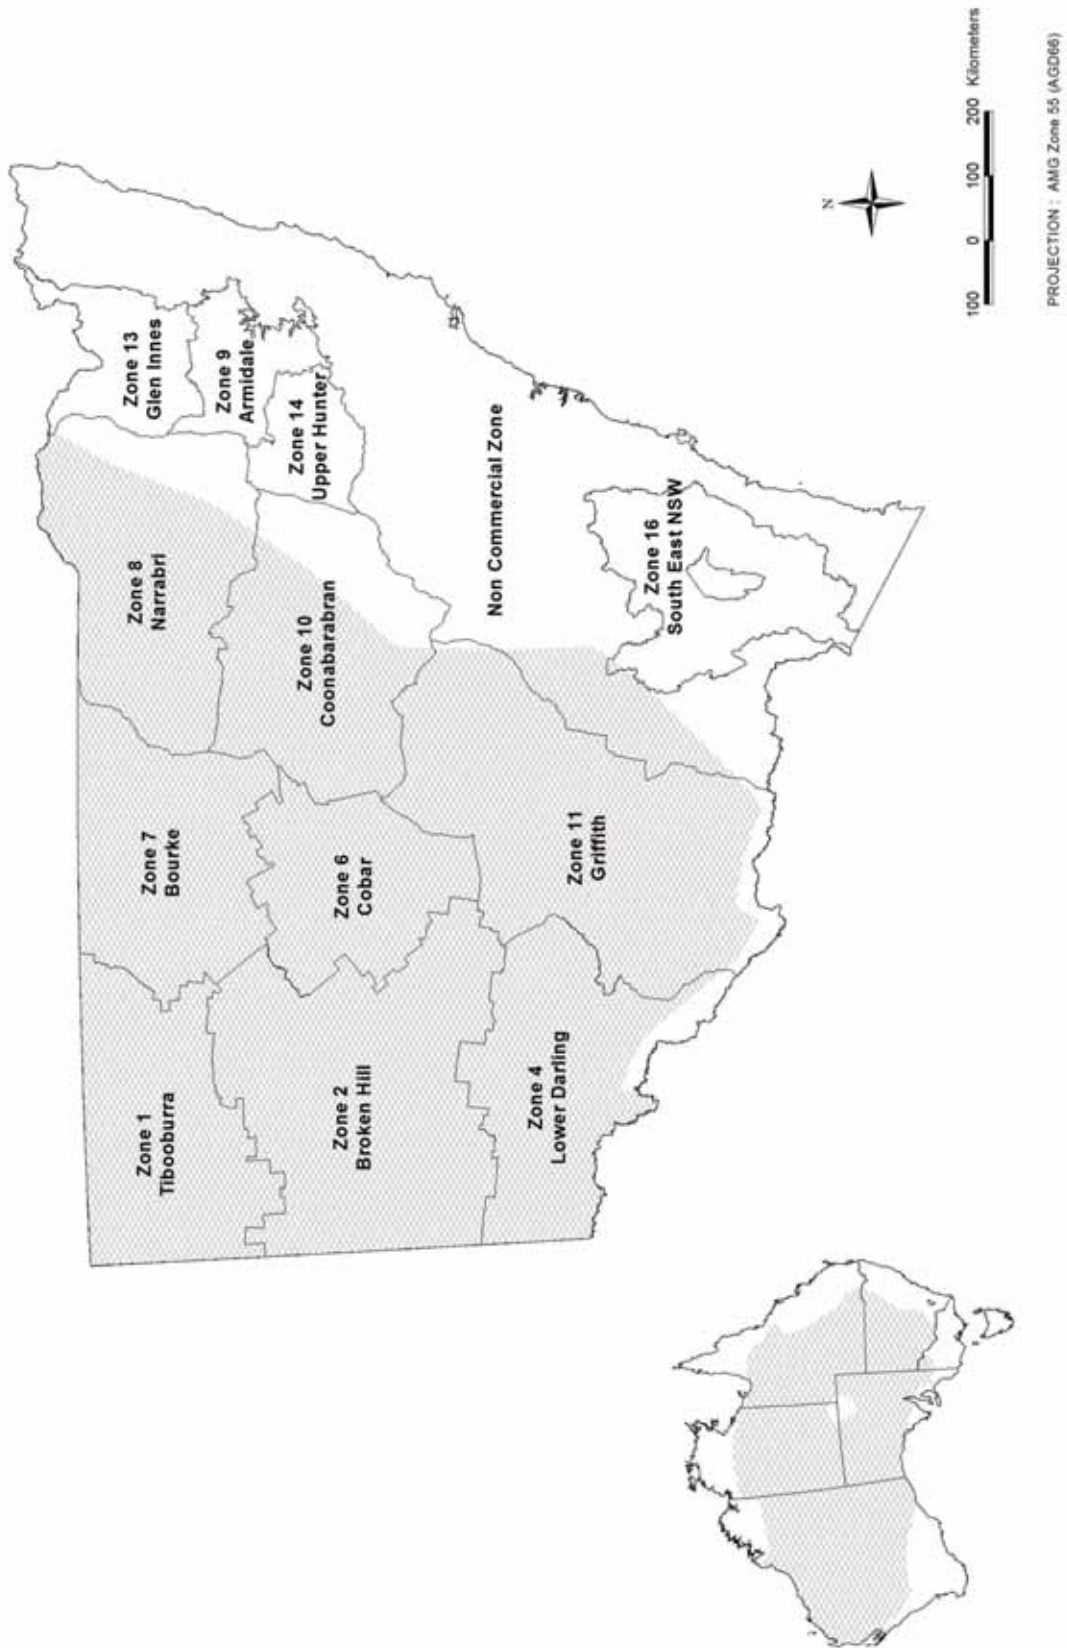 Zone 1
Tibooburra
Zone 7
Bourke
Zone 8
Narrabri
Zone 13
Glen Innes
Zone 9
Armidale
Zone 14
Upper Hunter
Zone 2
Broken Hill
Zone 6
Cobar
Zone 10
Coonabarabran
Non Commercial Zone
Zone 4
Lower Darling
Zone 11
Griffith
Zone 16
South East NSW
N
100 0 100 200 Kilometers
PROJECTION : AMG Zone 55 (AGD66)